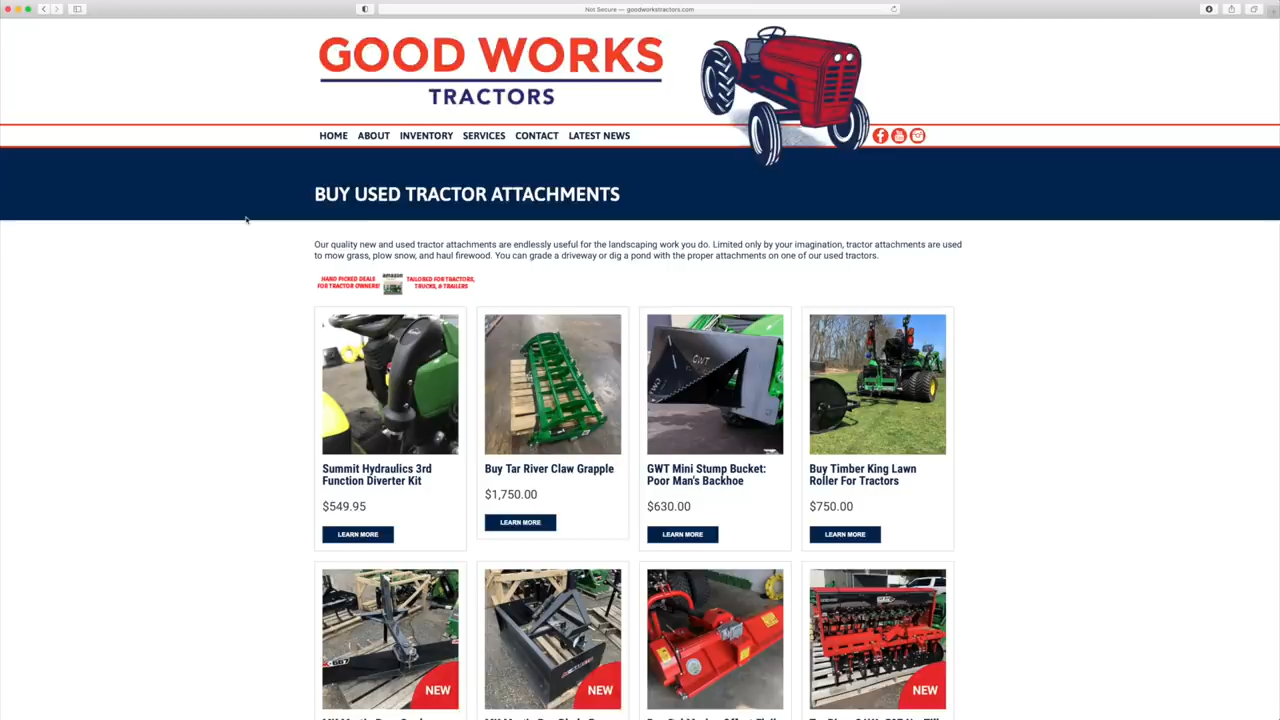 Not Secure — goodworkstractors.com
GOOD WORKS
TRACTORS
HOME ABOUT INVENTORY SERVICES CONTACT LATEST NEWS
BUY USED TRACTOR ATTACHMENTS
Our quality new and used tractor attachments are endlessly useful for the landscaping work you do. Limited only by your imagination, tractor attachments are used
to mow grass, plow snow, and haul firewood. You can grade a driveway or dig a pond with the proper attachments on one of our used tractors.
HAND PICKED DEALS
FOR TRACTOR OWNERS!
amazon
TAILORED FOR TRACTORS,
TRUCKS, & TRAILERS
GWT
Summit Hydraulics 3rd
Function Diverter Kit
$549.95
LEARN MORE
Buy Tar River Claw Grapple
$1,750.00
LEARN MORE
GWT Mini Stump Bucket:
Poor Man's Backhoe
$630.00
LEARN MORE
Buy Timber King Lawn
Roller For Tractors
$750.00
LEARN MORE
NEW
NEW
NEW